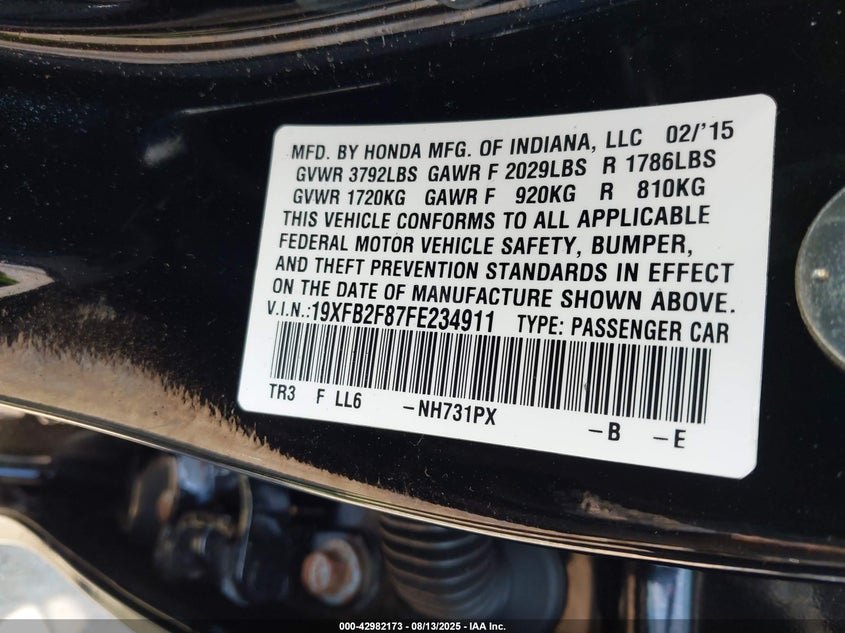 MFD. BY HONDA MFG. OF INDIANA, LLC 02/'15
GVWR 3792LBS GAWR F 2029LBS R 1786LBS
GVWR 1720KG GAWR F 920KG R 810KG
THIS VEHICLE CONFORMS TO ALL APPLICABLE
FEDERAL MOTOR VEHICLE SAFETY, BUMPER,
AND THEFT PREVENTION STANDARDS IN EFFECT
ON THE DATE OF MANUFACTURE SHOWN ABOVE.
V.I.N.:19XFB2F87FE234911 TYPE: PASSENGER CAR
TR3 F LL6 -NH731PX -B -E
000-42982173 - 08/13/2025 - IAA Inc.